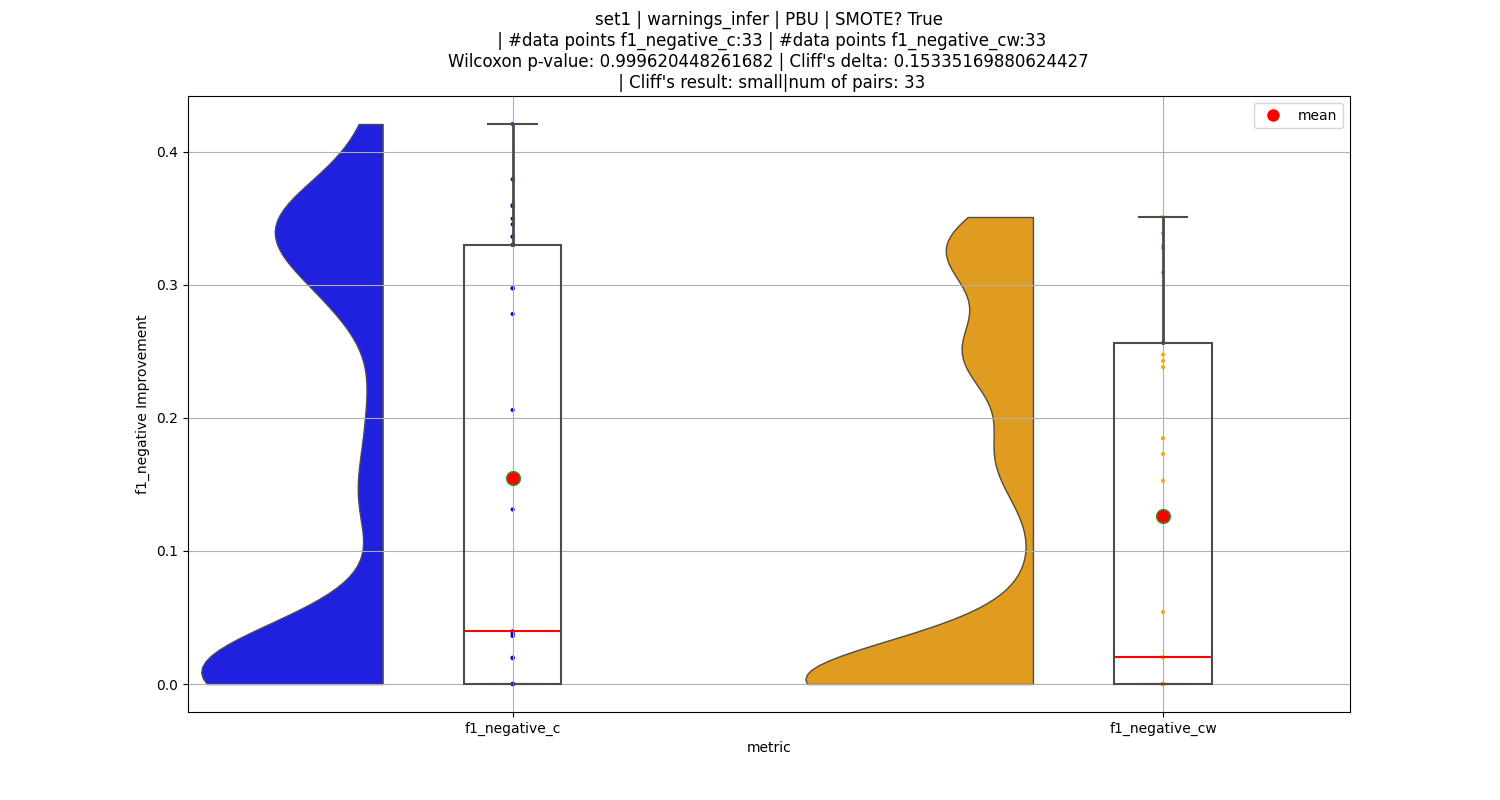 set1 | warnings_infer | PBU | SMOTE? True
| #data points f1_negative_c:33 | #data points f1_negative_cw:33
Wilcoxon p-value: 0.999620448261682 | Cliff's delta: 0.15335169880624427
| Cliff's result: small|num of pairs: 33
mean
0.4
0.3
0.2
0.1
0.0
f1_negative Improvement
f1_negative_c
f1_negative_cw
metric